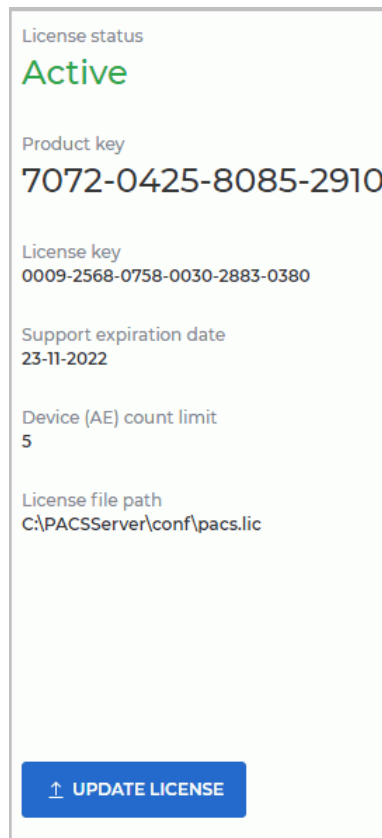 License status
Active
Product key
7072-0425-8085-2910
License key
0009-2568-0758-0030-2883-0380
Support expiration date
23-11-2022
Device (AE) count limit
5
License file path
C:\PACSServer\conf\pacs.lic
UPDATE LICENSE